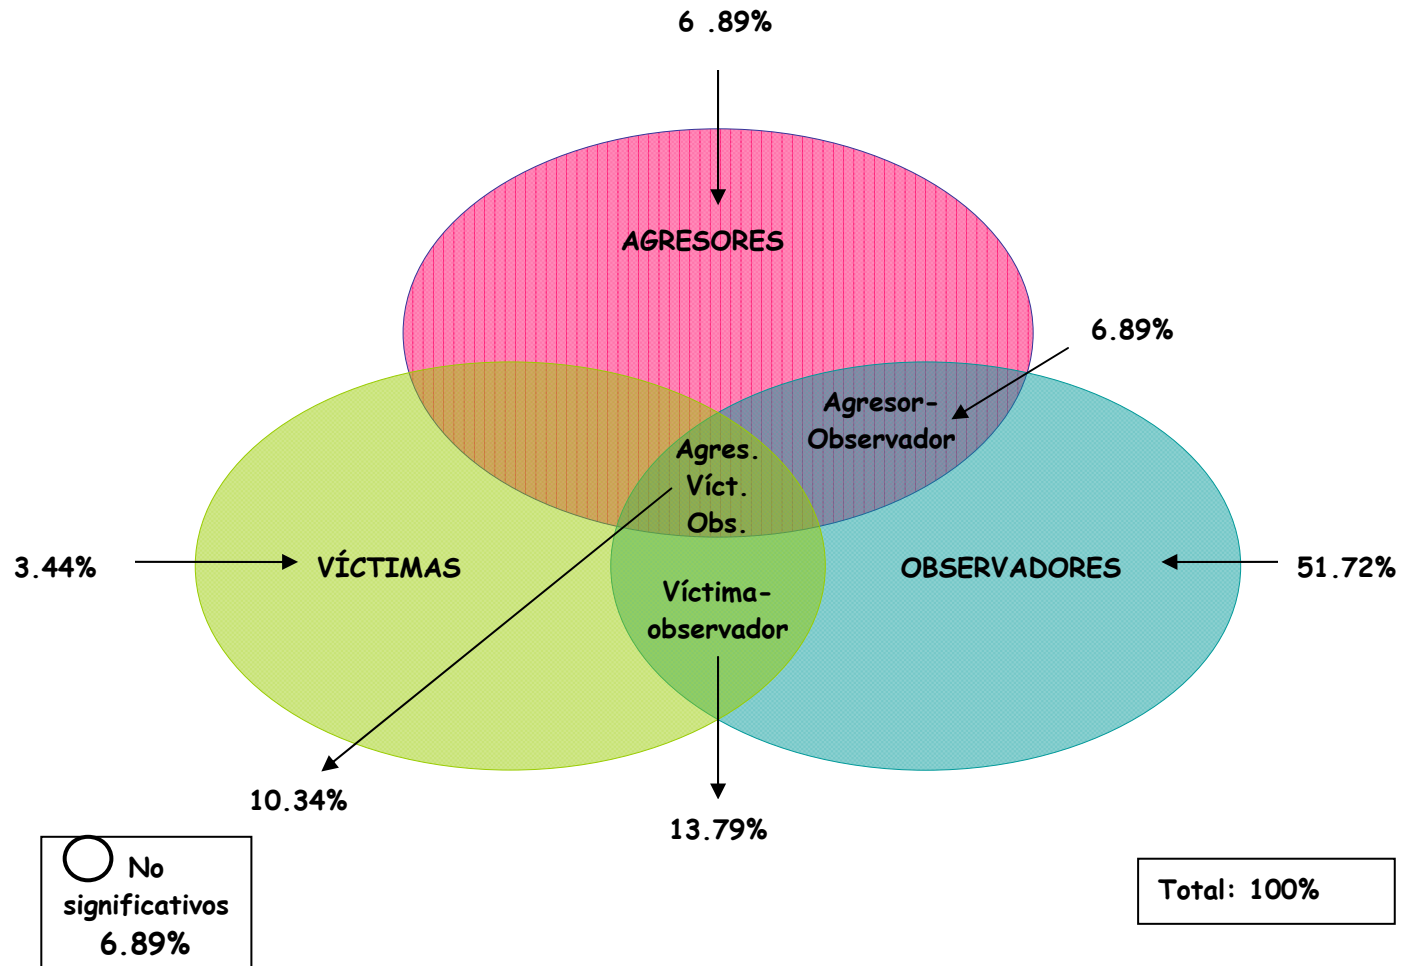 6 .89%
AGRESORES
6.89%
Agresor-
Observador
Agres.
Víct.
Obs.
3.44%
VÍCTIMAS
OBSERVADORES
51.72%
Víctima-
observador
10.34%
13.79%
No
significativos
6.89%
Total: 100%